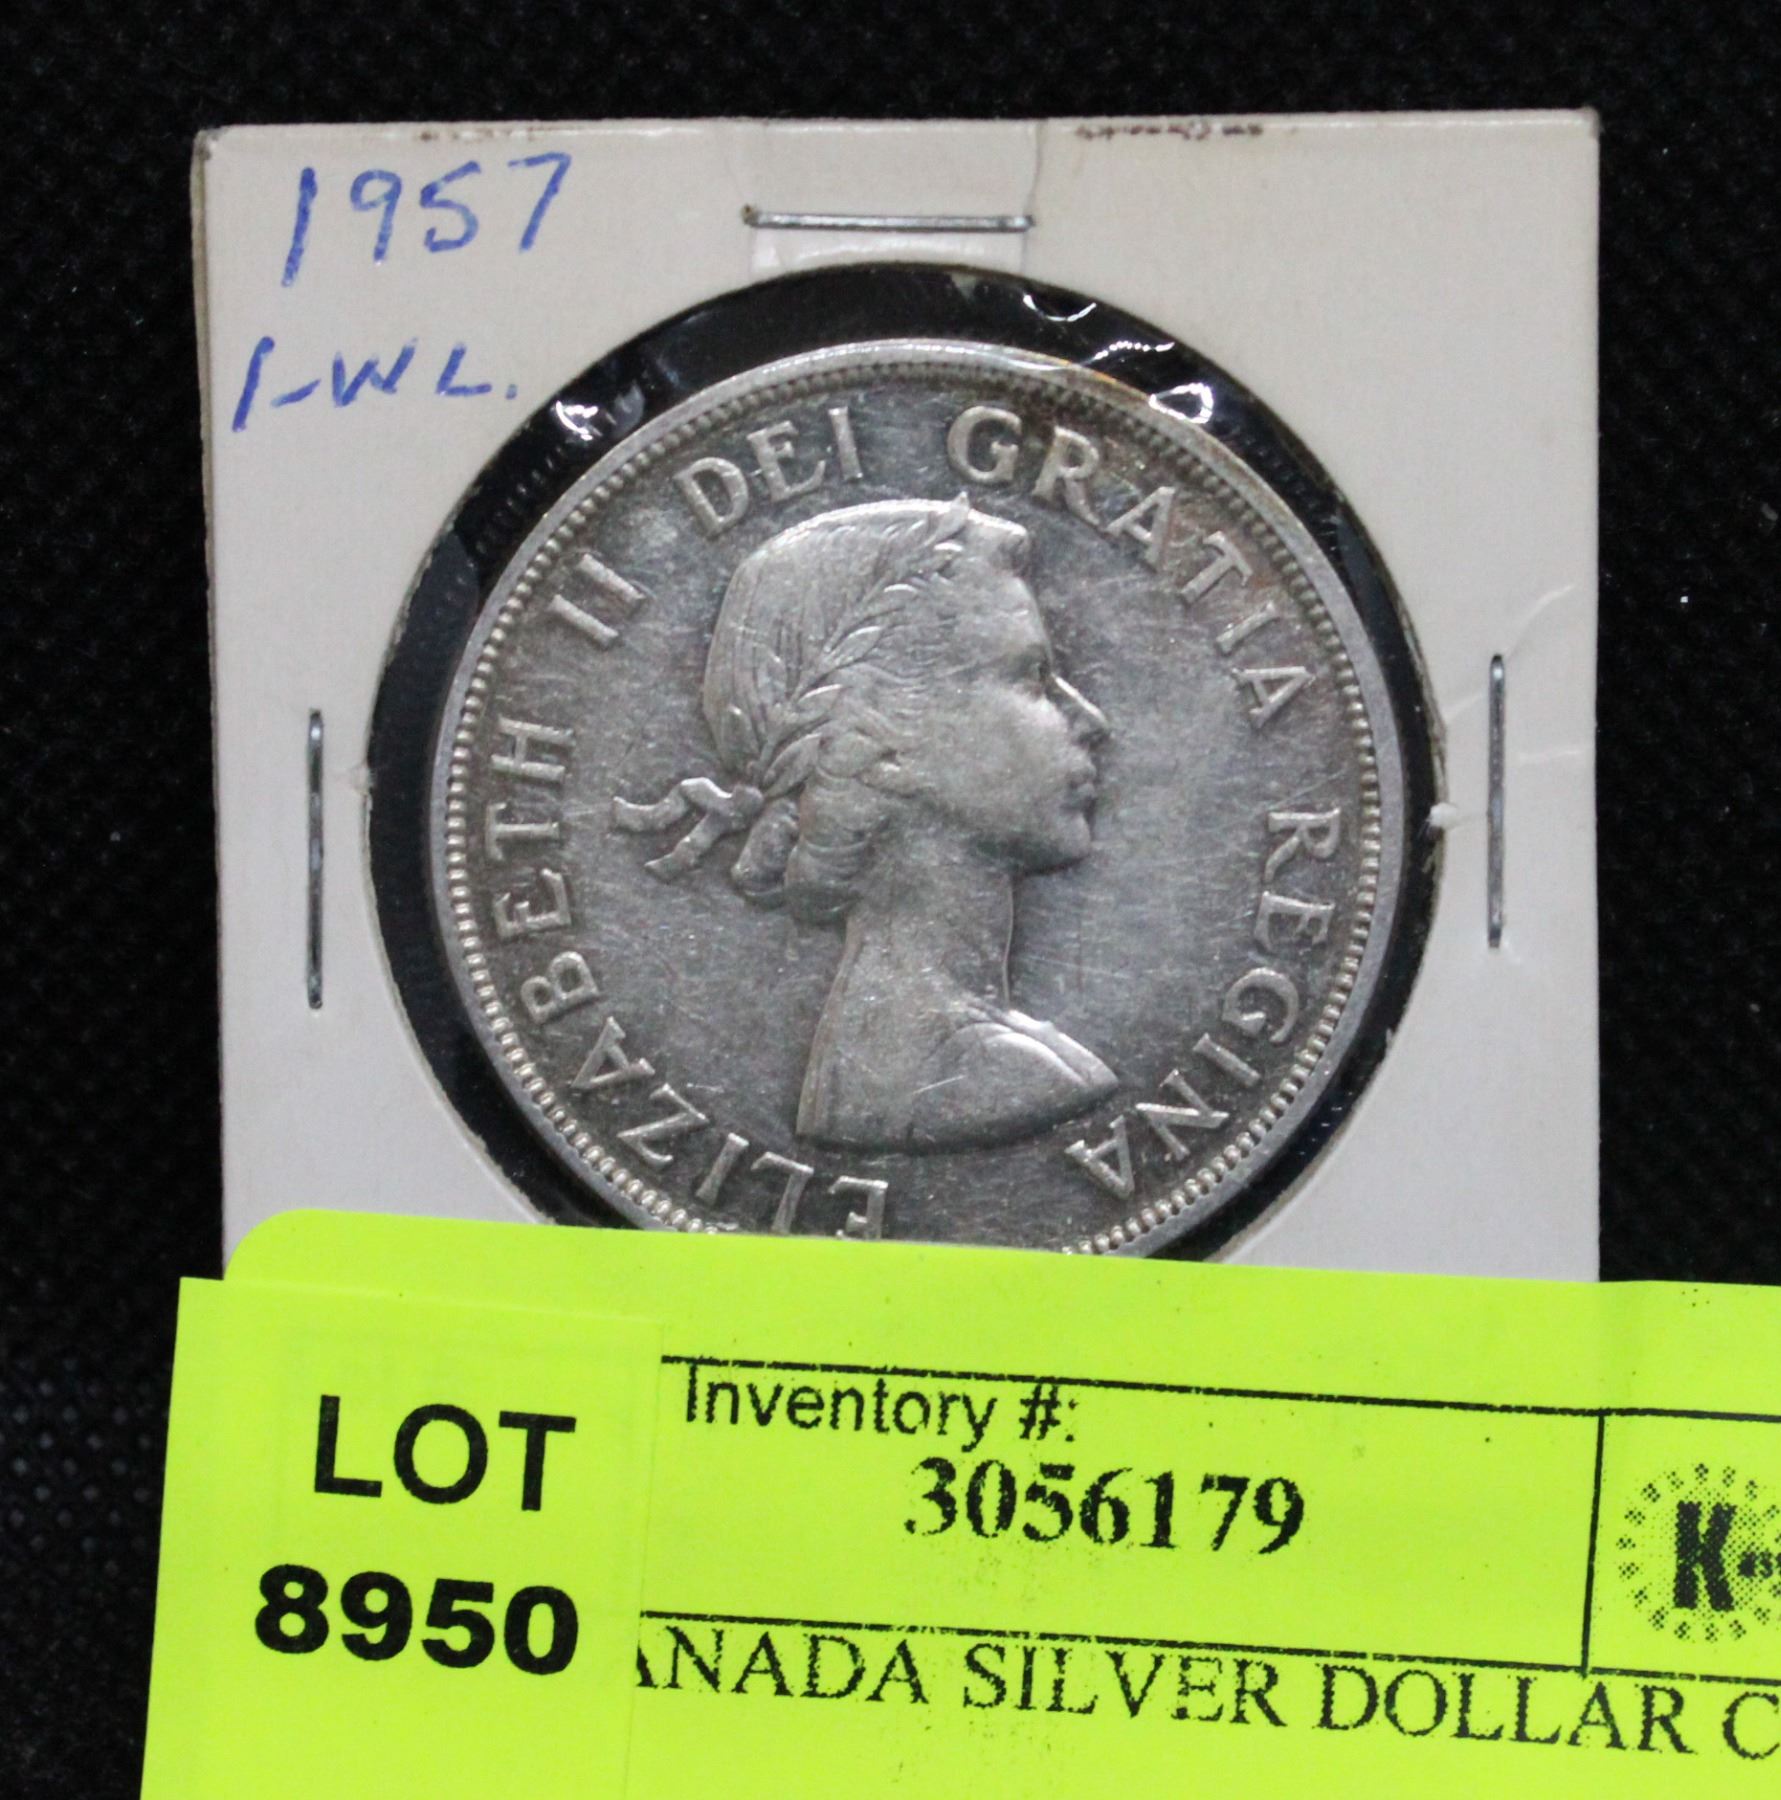 1957
1-WL.
ELIZABETH II DEI GRATIA REGINA
LOT
8950
Inventory #:
3056179
K
ANADA SILVER DOLLAR C